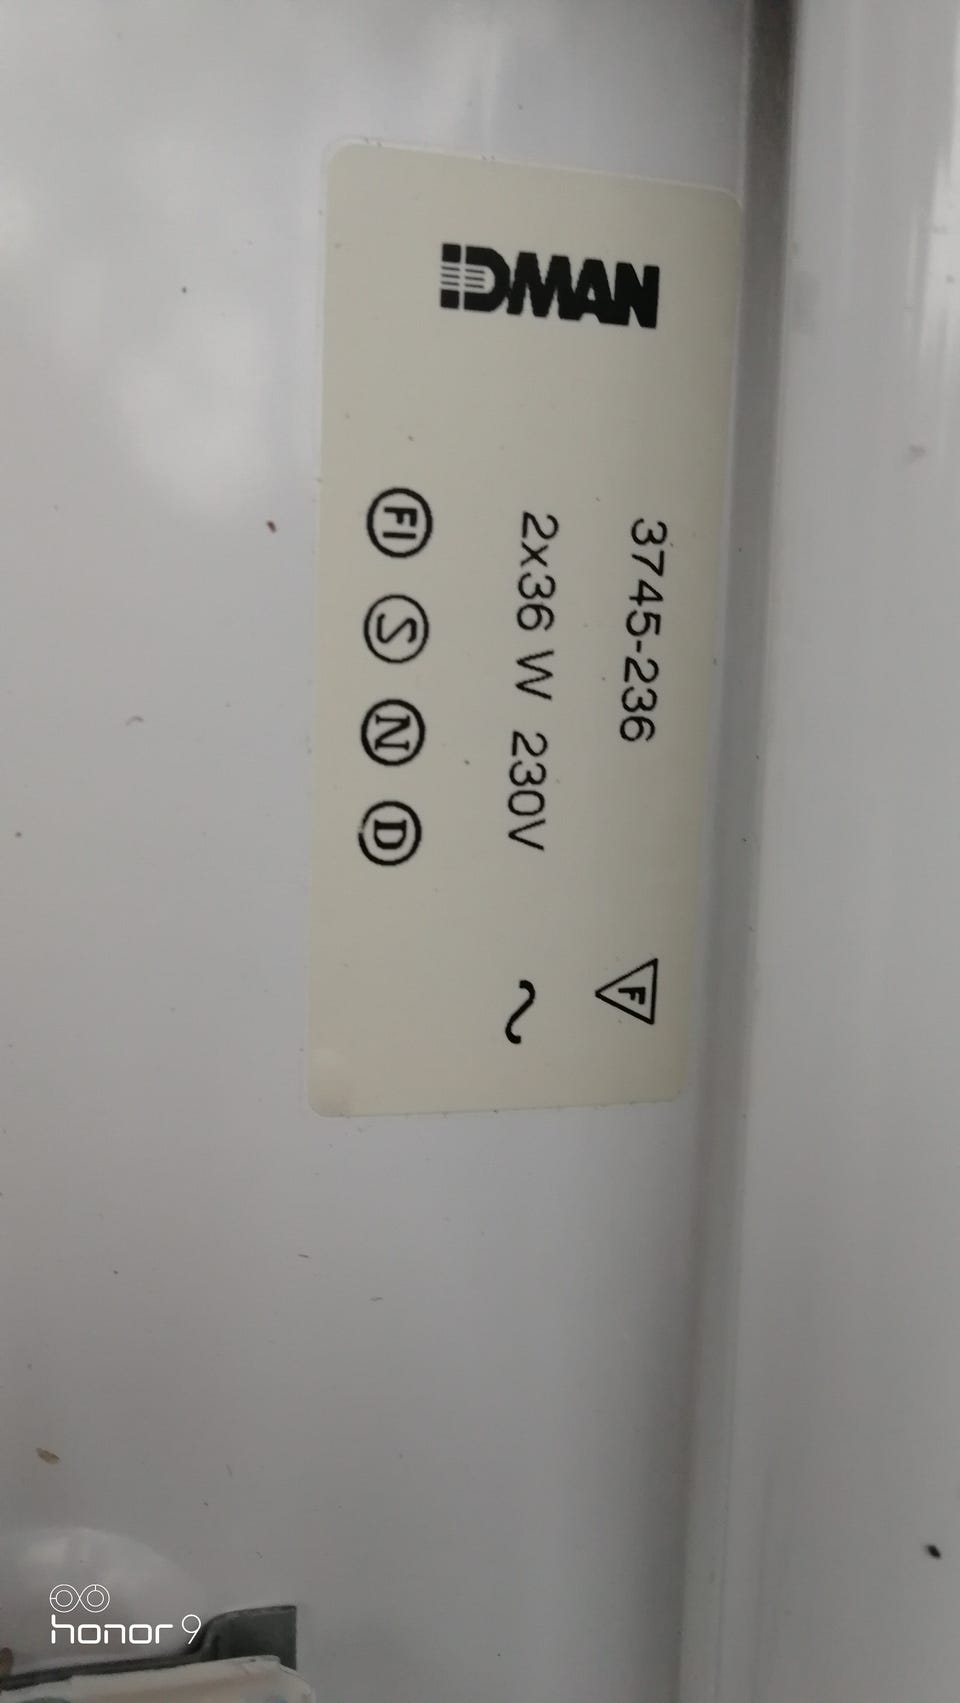 IDMAN
3745-236 F
2x36 W 230V ~
FI S N D
honor 9